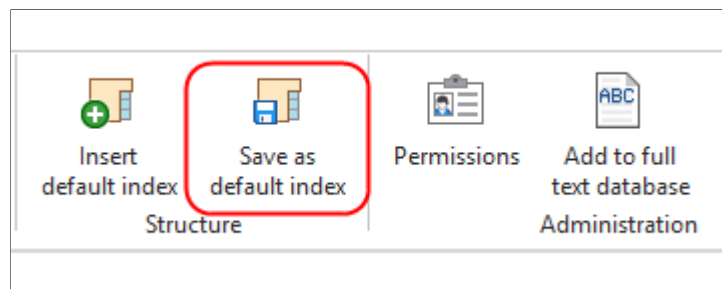 ABC
Insert
default index
Save as
default index
Permissions
Add to full
text database
Structure
Administration